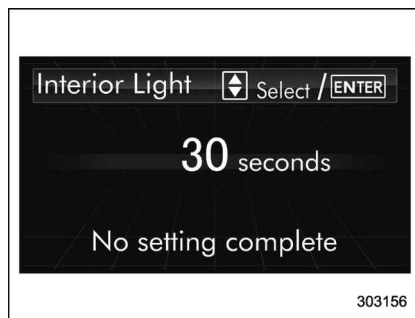 Interior Light Select / ENTER
30 seconds
No setting complete
303156